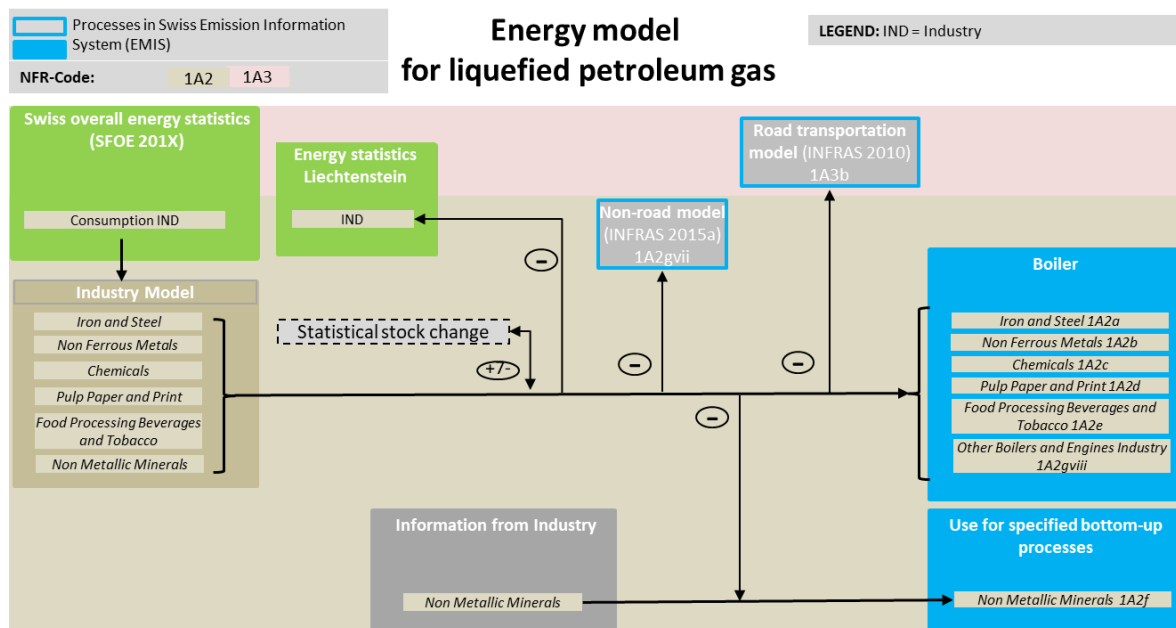 Processes in Swiss Emission Information
System (EMIS)
NFR-Code:
1A2
1A3
Energy model
for liquefied petroleum gas
LEGEND: IND = Industry
Swiss overall energy statistics
(SFOE 201X)
Consumption IND
Energy statistics
Liechtenstein
IND
Non-road model
(INFRAS 2015a)
1A2gvii
Road transportation
model (INFRAS 2010)
1A3b
Industry Model
Iron and Steel
Non Ferrous Metals
Chemicals
Pulp Paper and Print
Food Processing Beverages
and Tobacco
Non Metallic Minerals
Statistical stock change
+7-
-
-
-
-
Boiler
Iron and Steel 1A2a
Non Ferrous Metals 1A2b
Chemicals 1A2c
Pulp Paper and Print 1A2d
Food Processing Beverages and
Tobacco 1A2e
Other Boilers and Engines Industry
1A2gviii
Information from Industry
Non Metallic Minerals
Use for specified bottom-up
processes
Non Metallic Minerals 1A2f